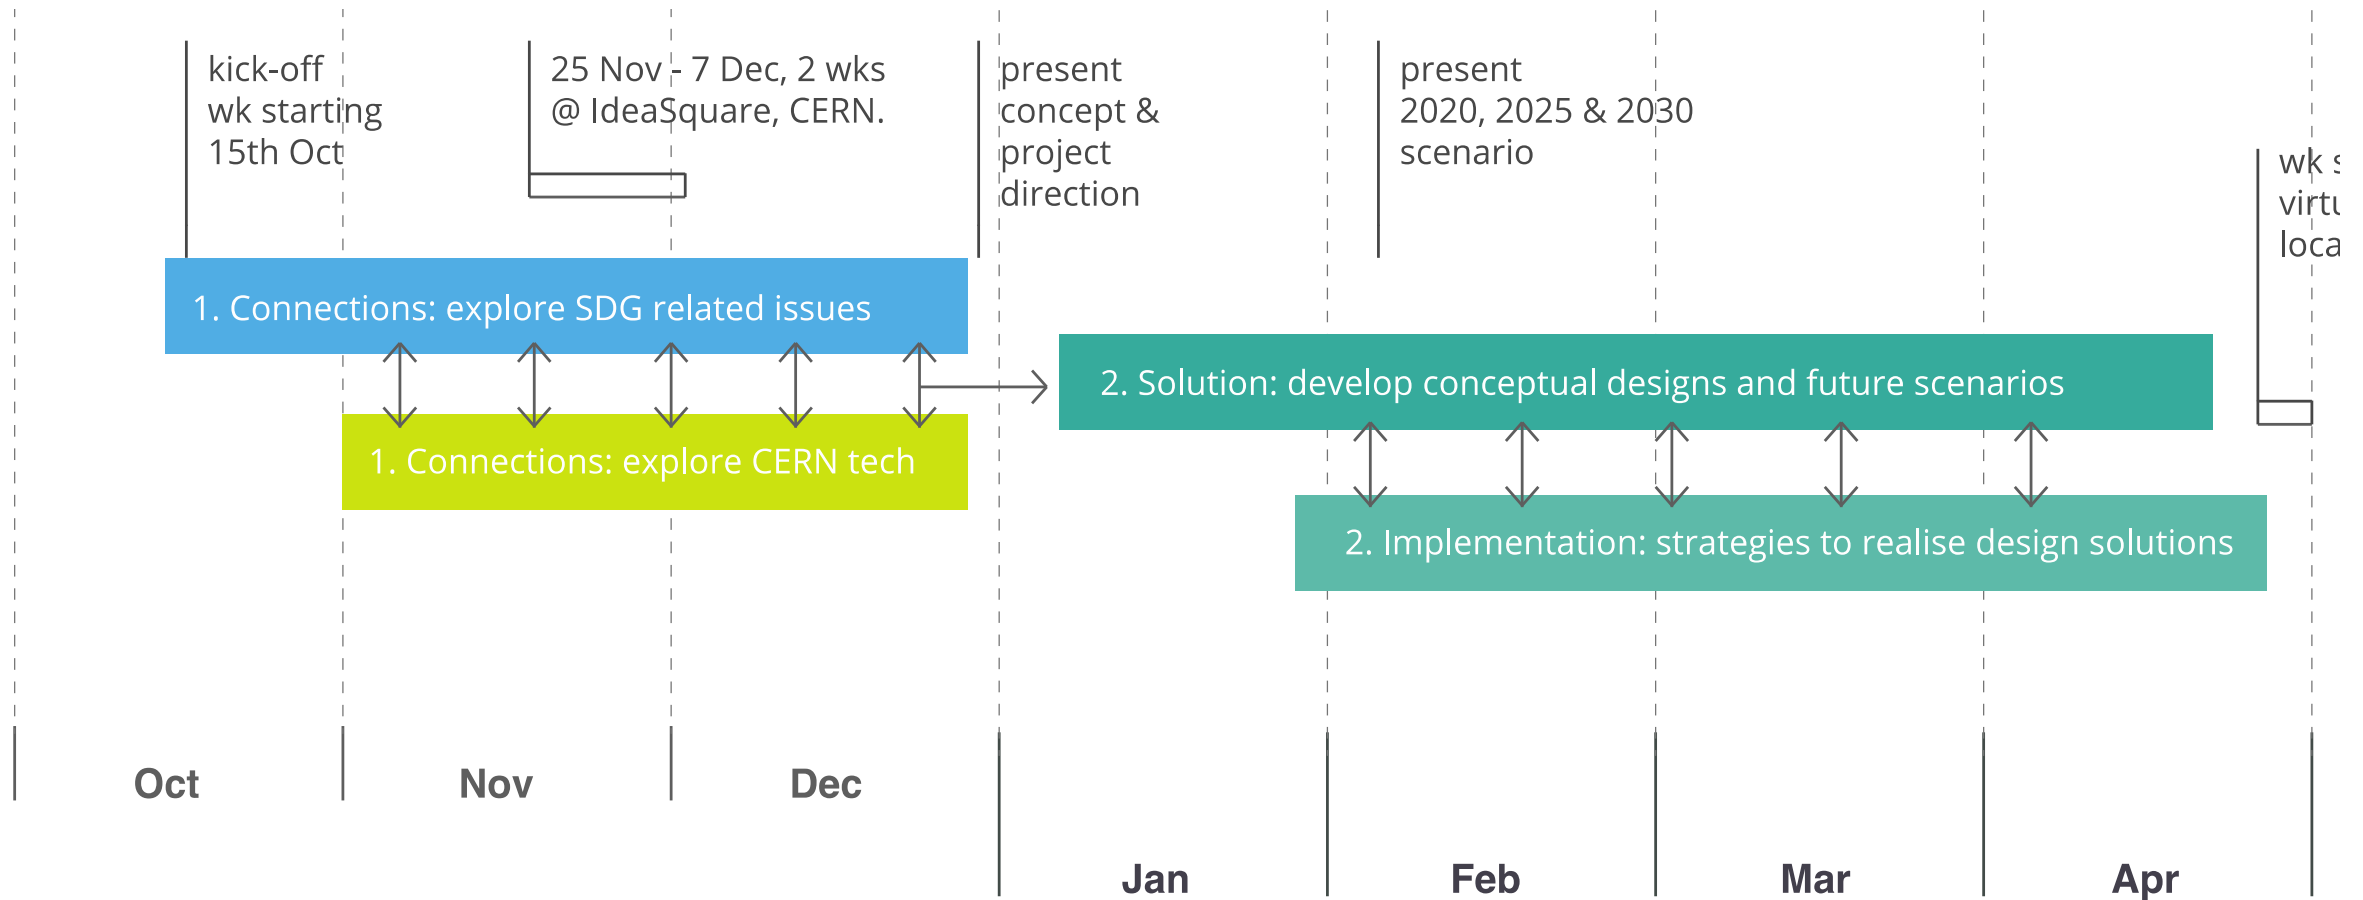 kick-off
wk starting
15th Oct
25 Nov - 7 Dec, 2 wks
@ IdeaSquare, CERN.
present
concept &
project
direction
present
2020, 2025 & 2030
scenario
wk
1. Connections: explore SDG related issues
2. Solution: develop conceptual designs and future scenarios
1. Connections: explore CERN tech
2. Implementation: strategies to realise design solutions
Oct
Nov
Dec
Jan
Feb
Mar
Apr